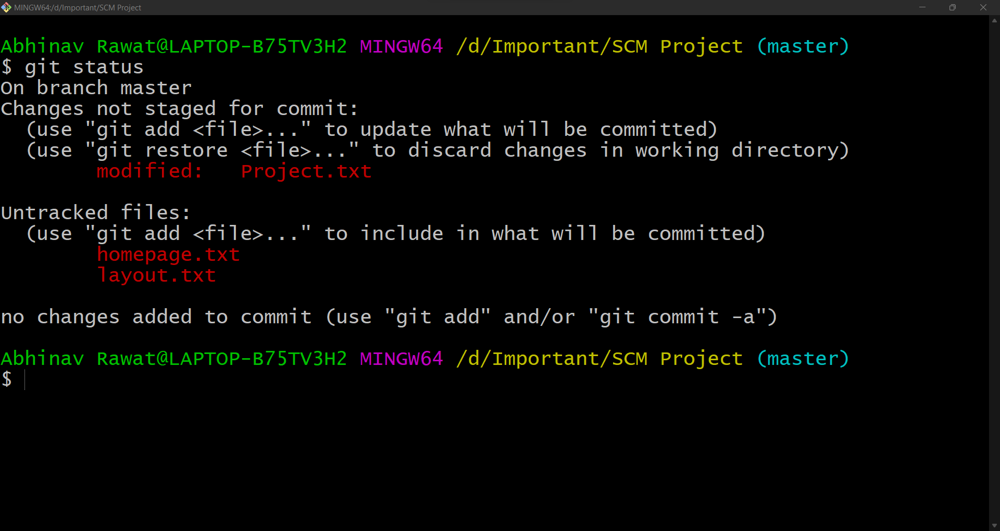 MINGW64:/d/Important/SCM Project
Abhinav Rawat@LAPTOP-B75TV3H2 MINGW64 /d/Important/SCM Project (master)
$ git status
On branch master
Changes not staged for commit:
  (use "git add <file>..." to update what will be committed)
  (use "git restore <file>..." to discard changes in working directory)
        modified:   Project.txt
Untracked files:
  (use "git add <file>..." to include in what will be committed)
        homepage.txt
        layout.txt
no changes added to commit (use "git add" and/or "git commit -a")
Abhinav Rawat@LAPTOP-B75TV3H2 MINGW64 /d/Important/SCM Project (master)
$